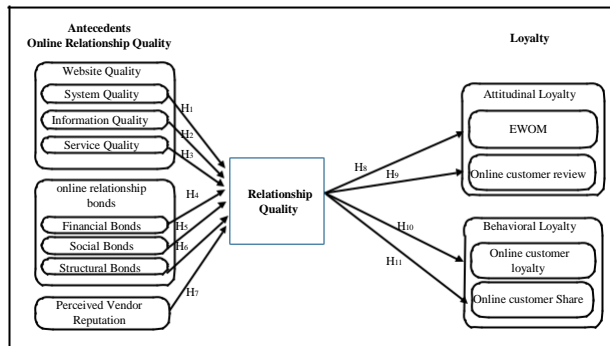 Antecedents
Online Relationship Quality
Loyalty
Website Quality
System Quality
Information Quality
Service Quality
H1
H2
H3
online relationship
bonds
Financial Bonds
Social Bonds
Structural Bonds
H4
H5
H6
Perceived Vendor
Reputation
H7
Relationship
Quality
H8
H9
H10
H11
Attitudinal Loyalty
EWOM
Online customer review
Behavioral Loyalty
Online customer
loyalty
Online customer Share